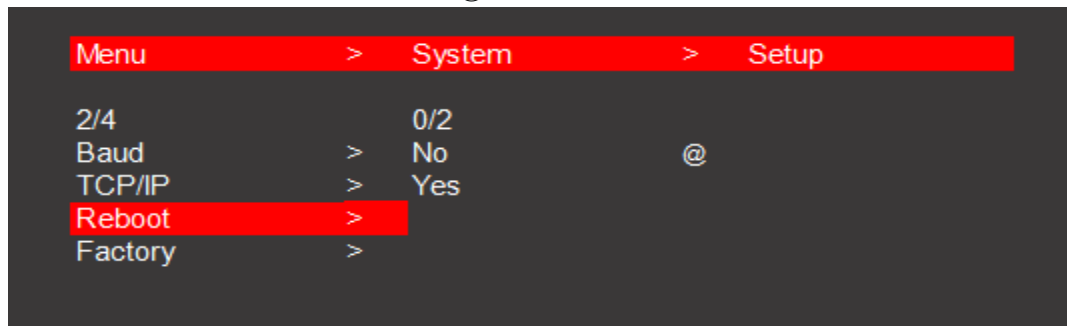 Menu > System > Setup
2/4 0/2
Baud > No @
TCP/IP > Yes
Reboot >
Factory >